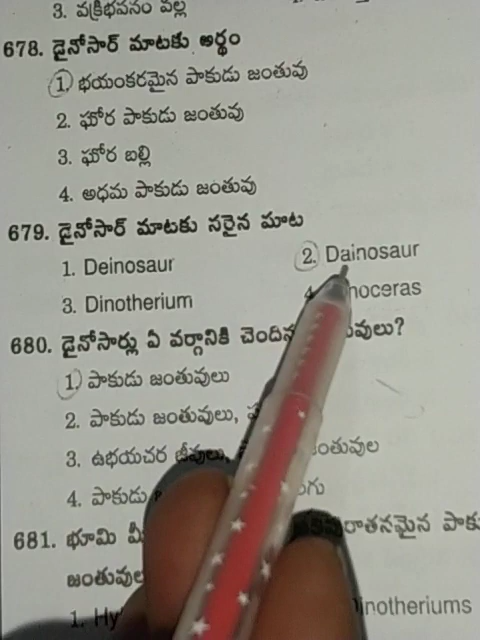 3. వక్రీభవనం వల్ల
678. డైనోసార్ మాటకు అర్థం
1. భయంకరమైన పాకుడు జంతువు
2. ఘోర పాకుడు జంతువు
3. ఘోర బల్లి
4. అధమ పాకుడు జంతువు
679. డైనోసార్ మాటకు సరైన మాట
1. Deinosaur 2. Dainosaur
3. Dinotherium
680. డైనోసార్లు ఏ వర్గానికి
1. పాకుడు జంతువులు
2. పాకుడు జంతువులు,
3. ఉభయచర జీవులు,
4. పాకుడు
681. భూమి
1.